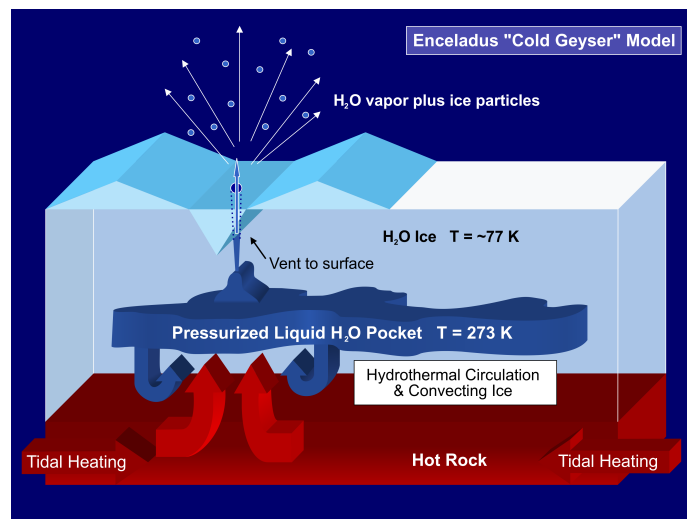 Enceladus "Cold Geyser" Model
H₂O vapor plus ice particles
H₂O Ice T = ~77 K
Vent to surface
Pressurized Liquid H₂O Pocket T = 273 K
Hydrothermal Circulation
& Convecting Ice
Tidal Heating
Hot Rock
Tidal Heating